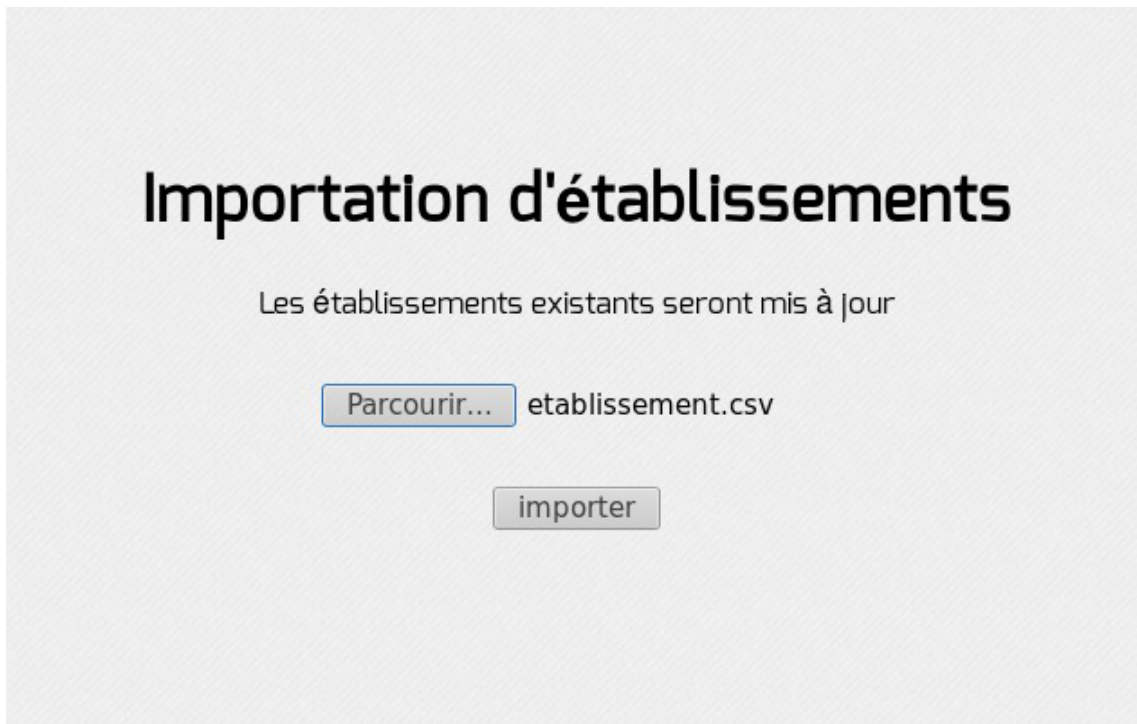 Importation d'établissements
Les établissements existants seront mis à jour
Parcourir... etablissement.csv
importer